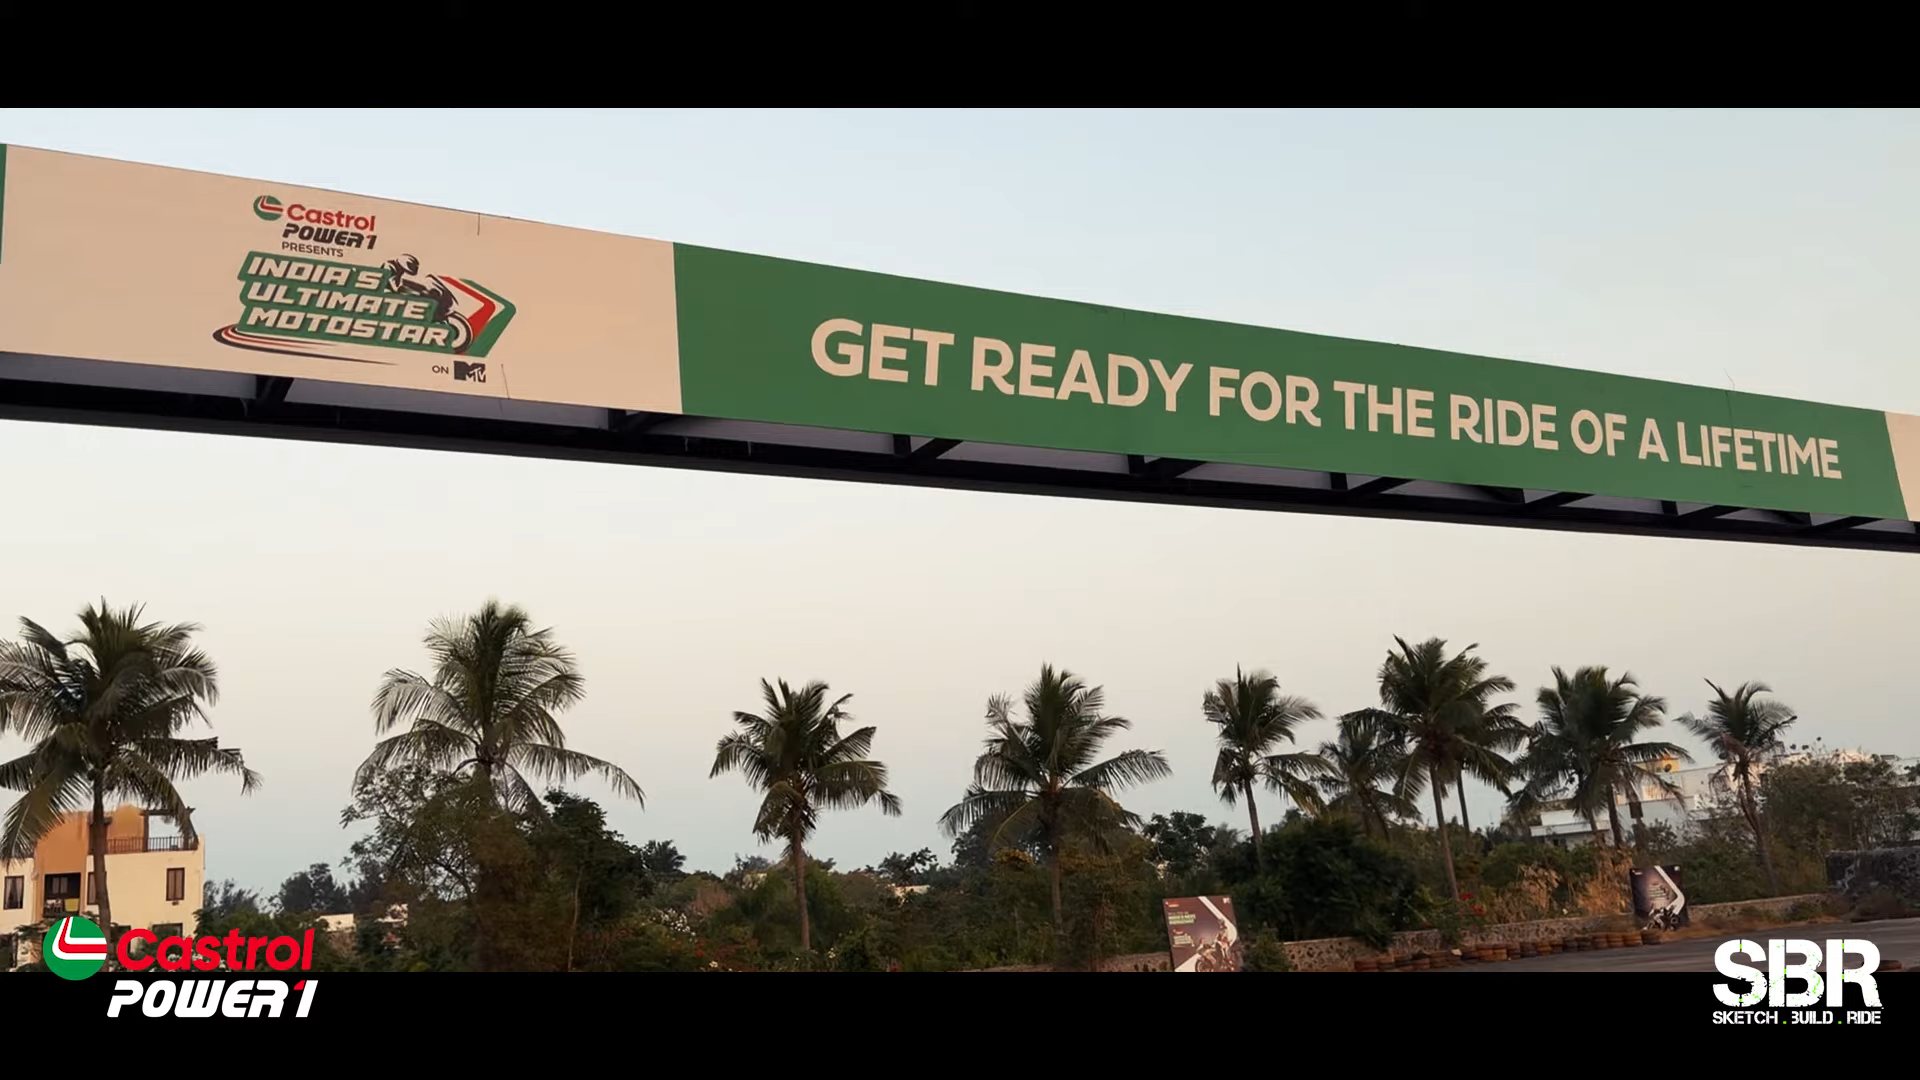 Castrol
POWER1
PRESENTS
INDIA'S
ULTIMATE
MOTOSTAR
ON MTV
GET READY FOR THE RIDE OF A LIFETIME
Castrol
POWER1
SBR
SKETCH . BUILD . RIDE